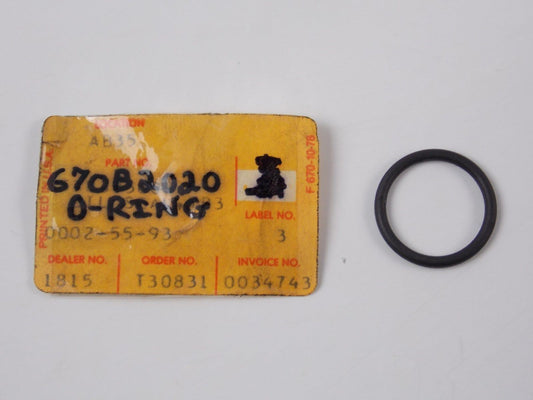 LOCATION
AB35
PART NO.
670B2020
O-RING
LABEL NO.
0002-55-93 3
DEALER NO. ORDER NO. INVOICE NO.
1815 T30831 0034743
PRINTED IN U.S.A.
F 670-10-78